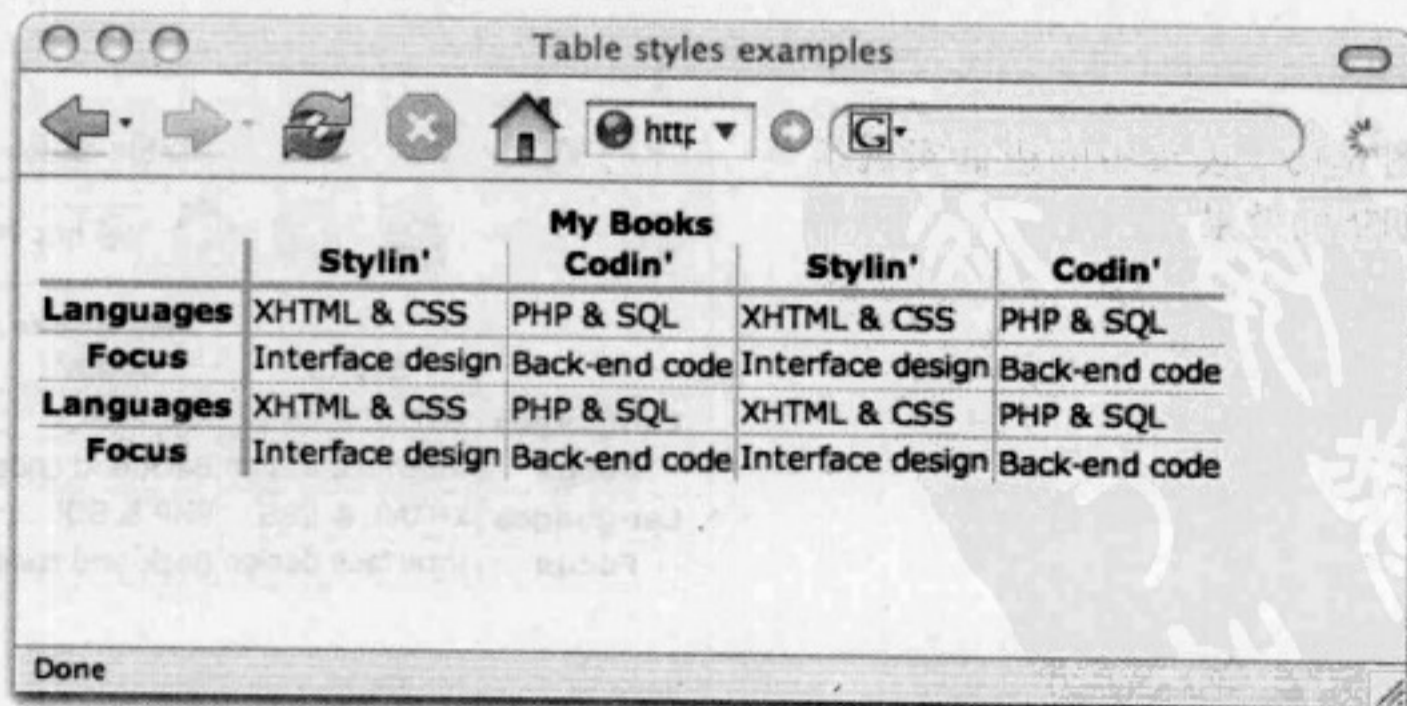 Table styles examples
http
G
My Books
Stylin' Codin' Stylin' Codin'
Languages XHTML & CSS PHP & SQL XHTML & CSS PHP & SQL
Focus Interface design Back-end code Interface design Back-end code
Languages XHTML & CSS PHP & SQL XHTML & CSS PHP & SQL
Focus Interface design Back-end code Interface design Back-end code
Done